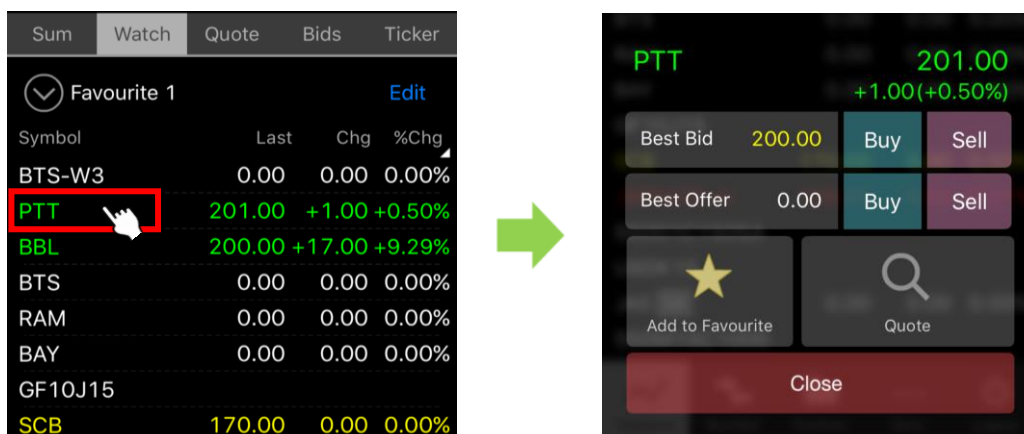 Sum Watch Quote Bids Ticker
Favourite 1 Edit
Symbol Last Chg %Chg
BTS-W3 0.00 0.00 0.00%
PTT 201.00 +1.00 +0.50%
BBL 200.00 +17.00 +9.29%
BTS 0.00 0.00 0.00%
RAM 0.00 0.00 0.00%
BAY 0.00 0.00 0.00%
GF10J15
SCB 170.00 0.00 0.00%
PTT 201.00
+1.00(+0.50%)
Best Bid 200.00 Buy Sell
Best Offer 0.00 Buy Sell
Add to Favourite Quote
Close